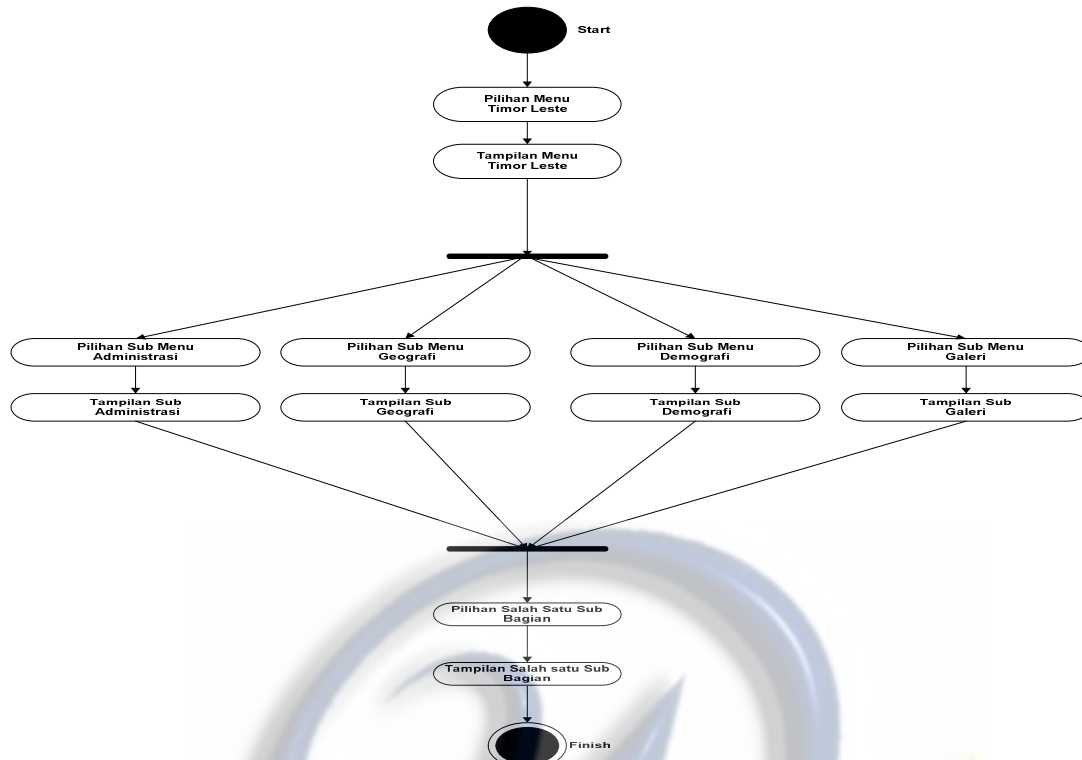 Start
Pilihan Menu
Timor Leste
Tampilan Menu
Timor Leste
Pilihan Sub Menu
Administrasi
Pilihan Sub Menu
Geografi
Pilihan Sub Menu
Demografi
Pilihan Sub Menu
Galeri
Tampilan Sub
Administrasi
Tampilan Sub
Geografi
Tampilan Sub
Demografi
Tampilan Sub
Galeri
Pilihan Salah Satu Sub
Bagian
Tampilan Salah satu Sub
Bagian
Finish